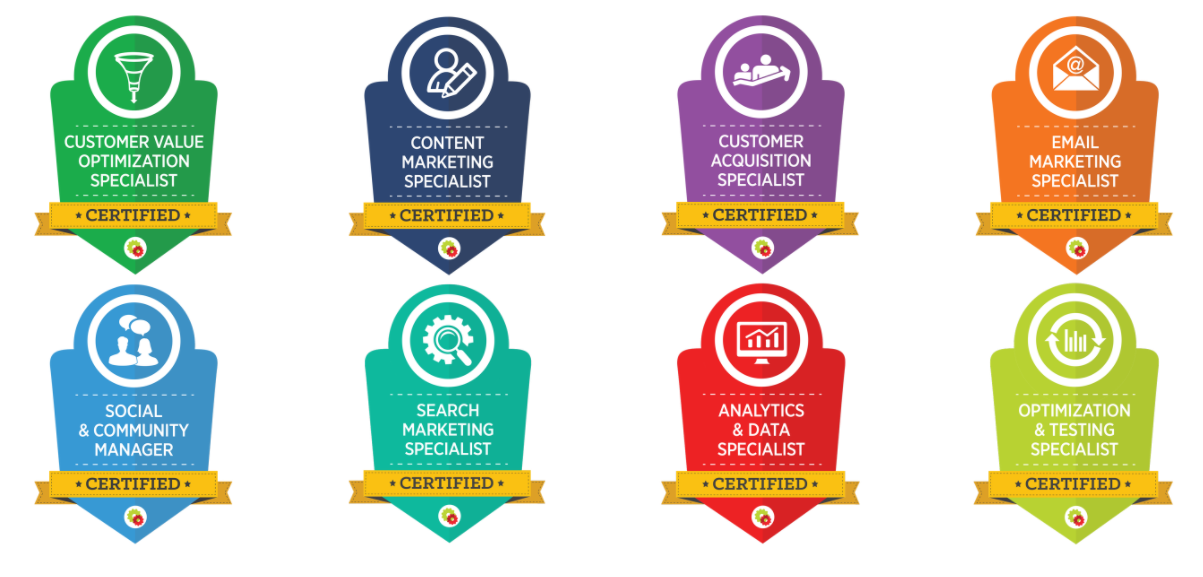 CUSTOMER VALUE
OPTIMIZATION
SPECIALIST
CERTIFIED
CONTENT
MARKETING
SPECIALIST
CERTIFIED
CUSTOMER
ACQUISITION
SPECIALIST
CERTIFIED
@
EMAIL
MARKETING
SPECIALIST
CERTIFIED
SOCIAL
& COMMUNITY
MANAGER
CERTIFIED
SEARCH
MARKETING
SPECIALIST
CERTIFIED
ANALYTICS
& DATA
SPECIALIST
CERTIFIED
OPTIMIZATION
& TESTING
SPECIALIST
CERTIFIED